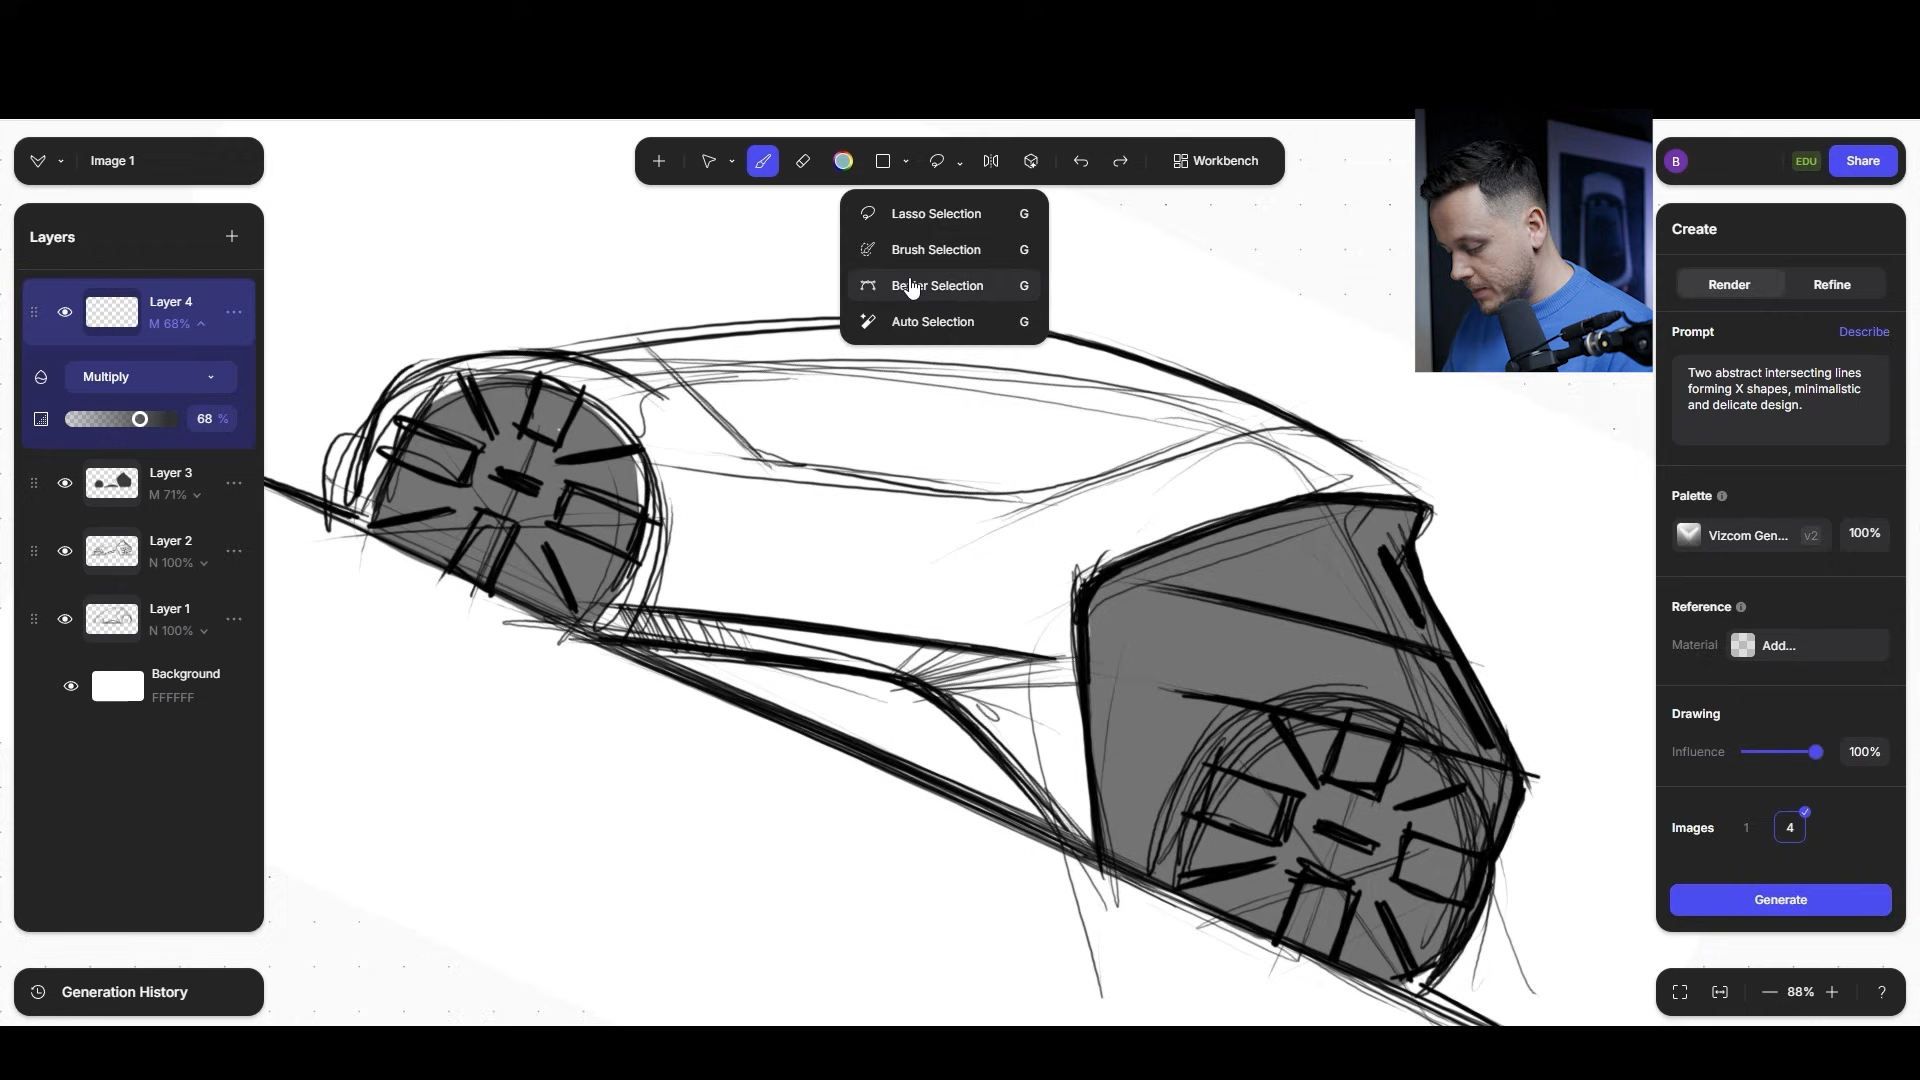 Image 1
Workbench
B
EDU
Share
Layers
Layer 4
M 68%
Multiply
68 %
Layer 3
M 71%
Layer 2
N 100%
Layer 1
N 100%
Background
FFFFFF
Generation History
Lasso Selection G
Brush Selection G
Bezier Selection G
Auto Selection G
Create
Render
Refine
Prompt
Describe
Two abstract intersecting lines
forming X shapes, minimalistic
and delicate design.
Palette
Vizcom Gen... v2
100%
Reference
Material
Add...
Drawing
Influence
100%
Images
1
4
Generate
88%
?